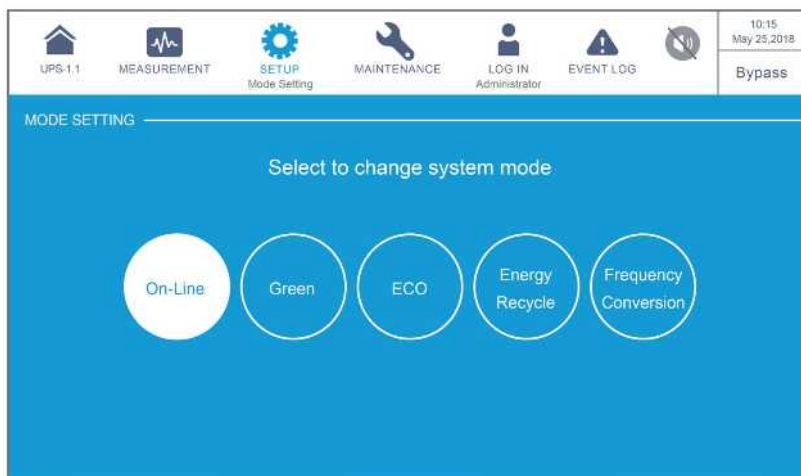 10:15
May 25,2018
UPS-1.1
MEASUREMENT
SETUP
MAINTENANCE
LOG IN
EVENT LOG
Mode Setting
Administrator
Bypass
MODE SETTING
Select to change system mode
On-Line
Green
ECO
Energy
Recycle
Frequency
Conversion